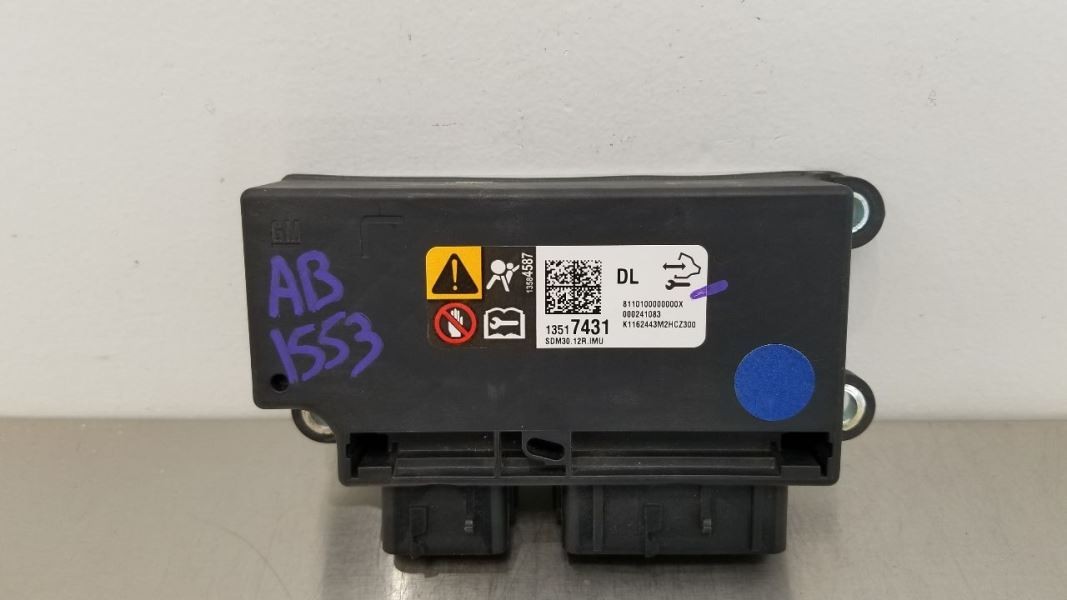 GM
AB
1553
13584587
DL
8110100000000X
000241083
K1162443M2HCZ300
13517431
SDM30.12R.IMU